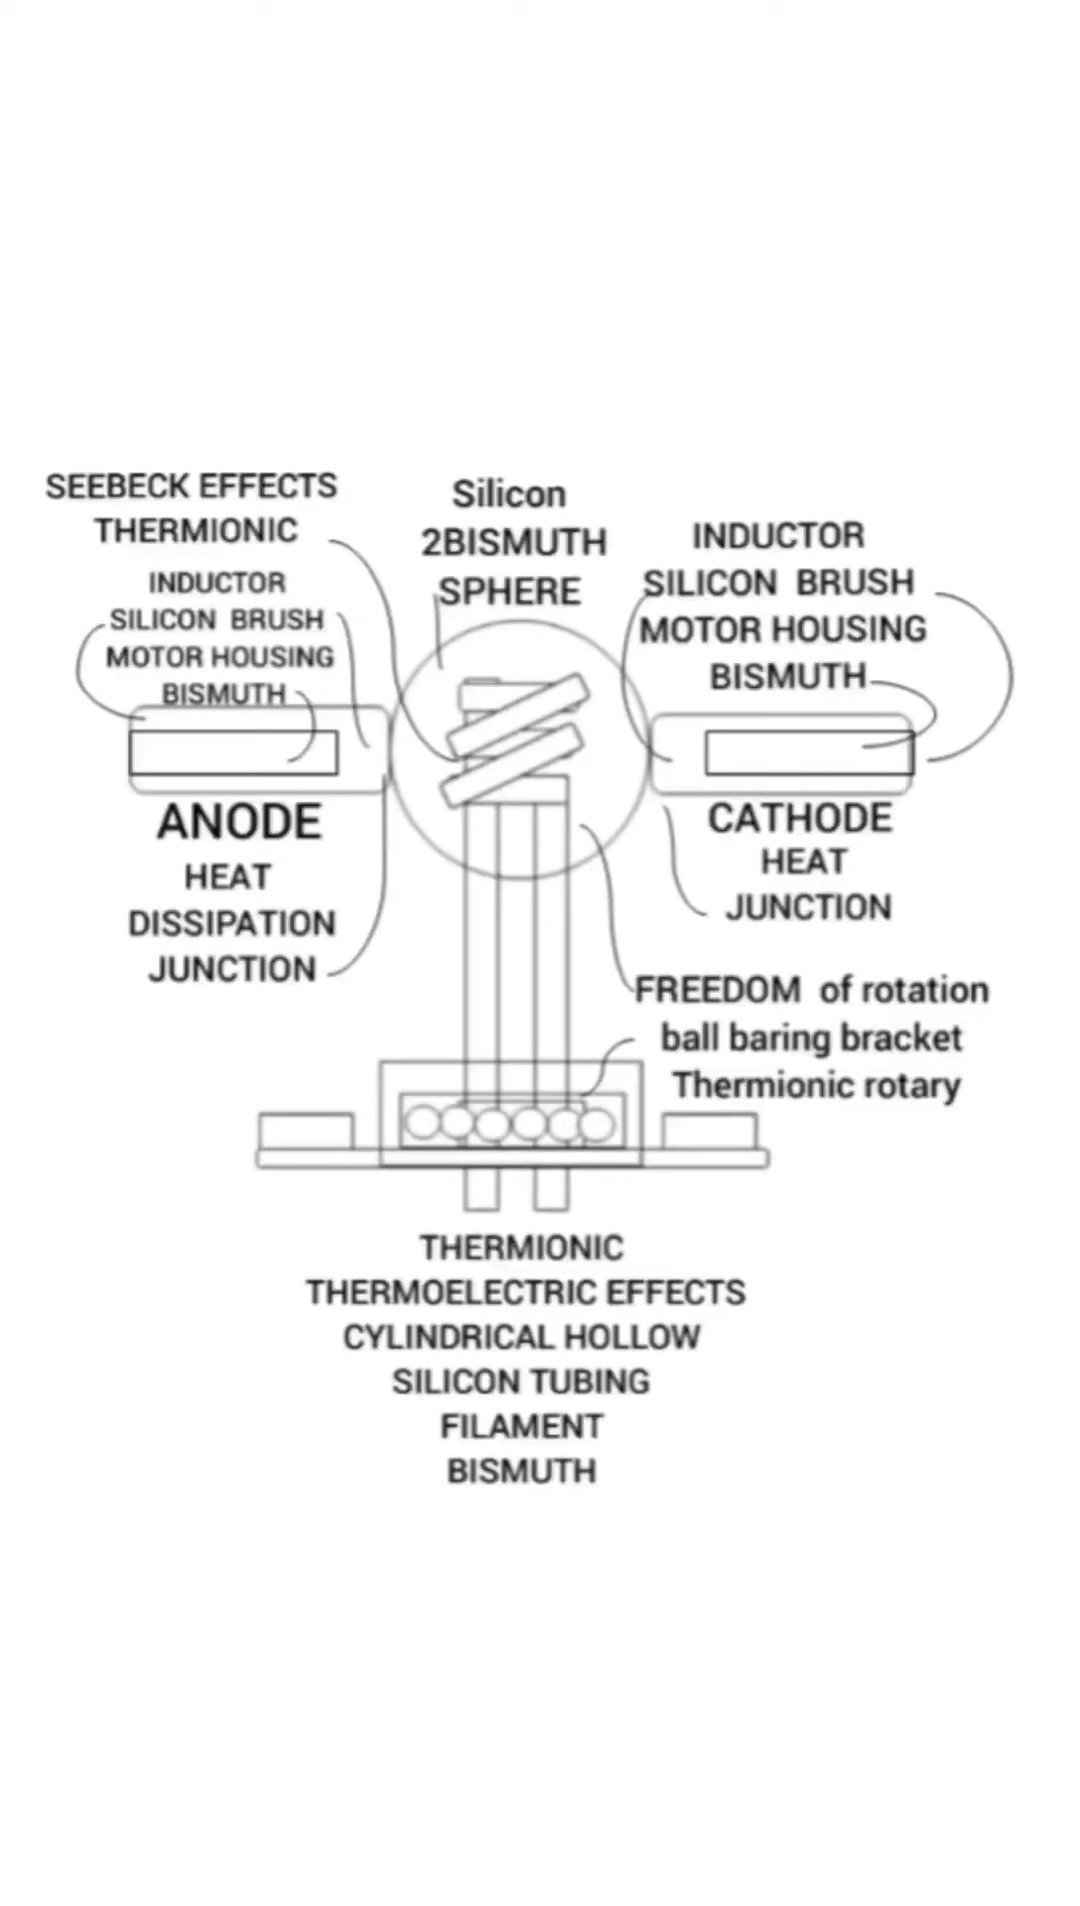 SEEBECK EFFECTS
THERMIONIC
INDUCTOR
SILICON BRUSH
MOTOR HOUSING
BISMUTH
ANODE
HEAT
DISSIPATION
JUNCTION
Silicon
2BISMUTH
SPHERE
INDUCTOR
SILICON BRUSH
MOTOR HOUSING
BISMUTH
CATHODE
HEAT
JUNCTION
FREEDOM of rotation
ball baring bracket
Thermionic rotary
THERMIONIC
THERMOELECTRIC EFFECTS
CYLINDRICAL HOLLOW
SILICON TUBING
FILAMENT
BISMUTH